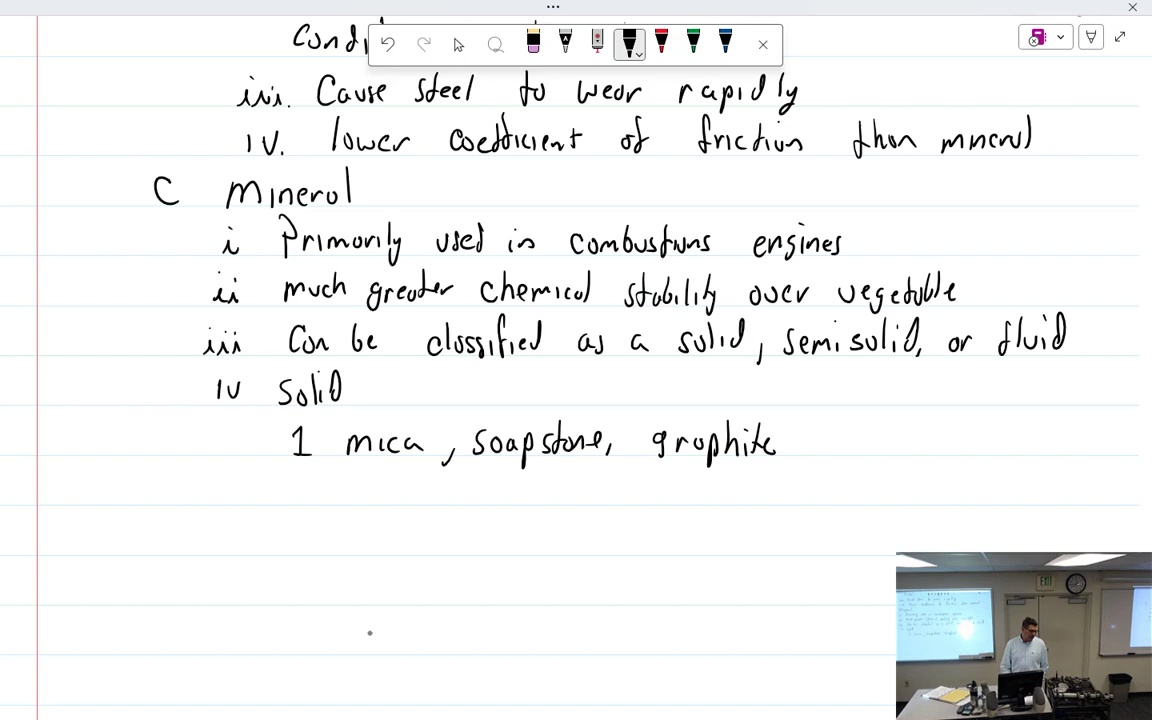 iii. Cause steel to wear rapidly
iv. lower coefficient of friction than mineral
C Mineral
i Primarily used in combustions engines
ii much greater chemical stability over vegetable
iii Can be classified as a solid, semisolid, or fluid
iv Solid
1 mica, soapstone, graphite
EXIT